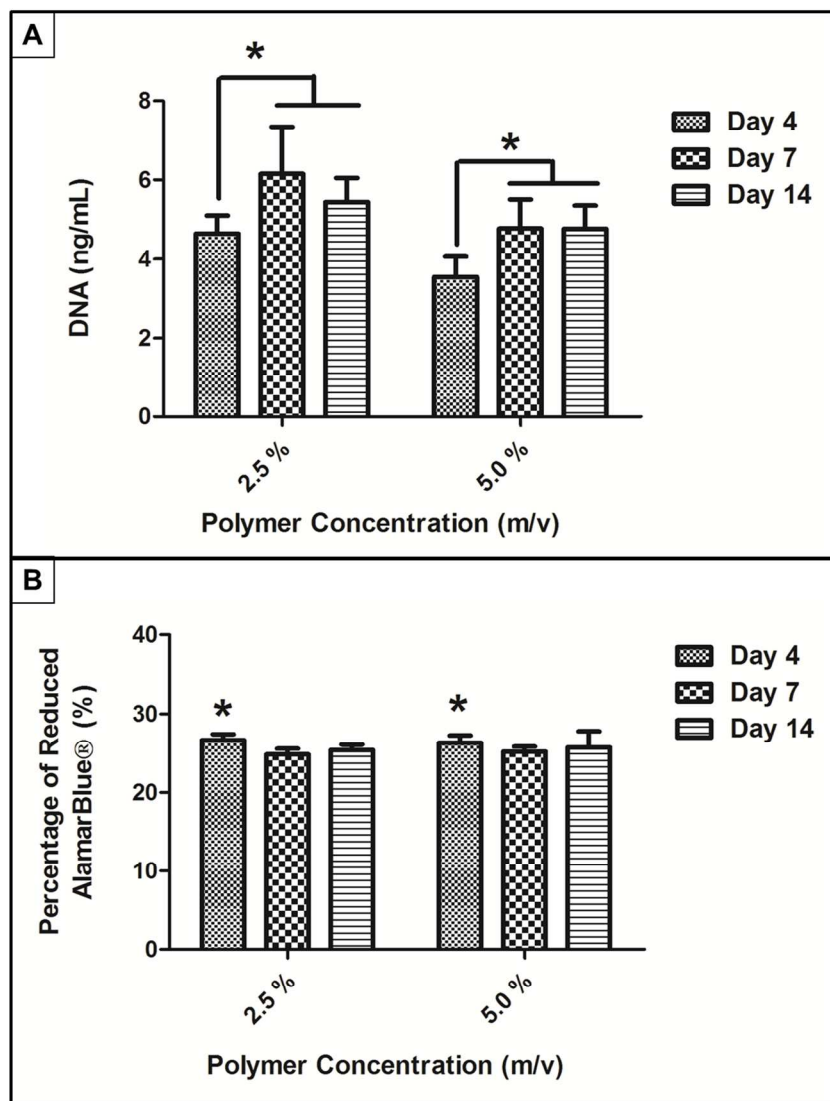 A
*
*
8
6
4
2
0
DNA (ng/mL)
2.5 %
5.0 %
Polymer Concentration (m/v)
Day 4
Day 7
Day 14
B
*
*
40
30
20
10
0
Percentage of Reduced
AlamarBlue® (%)
2.5 %
5.0 %
Polymer Concentration (m/v)
Day 4
Day 7
Day 14